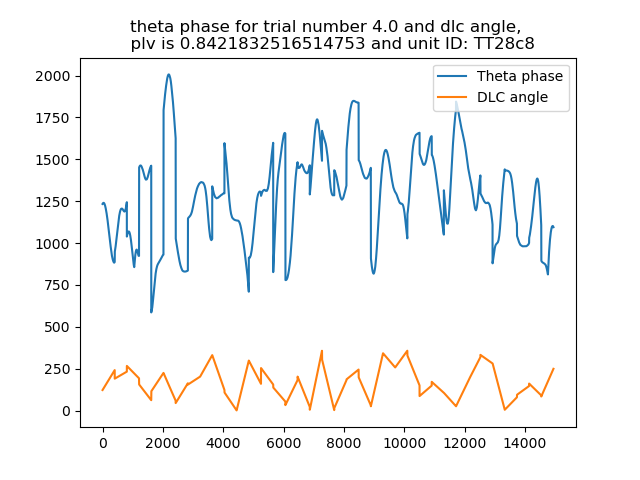 theta phase for trial number 4.0 and dlc angle,
plv is 0.8421832516514753 and unit ID: TT28c8
Theta phase
DLC angle
2000
1750
1500
1250
1000
750
500
250
0
0 2000 4000 6000 8000 10000 12000 14000